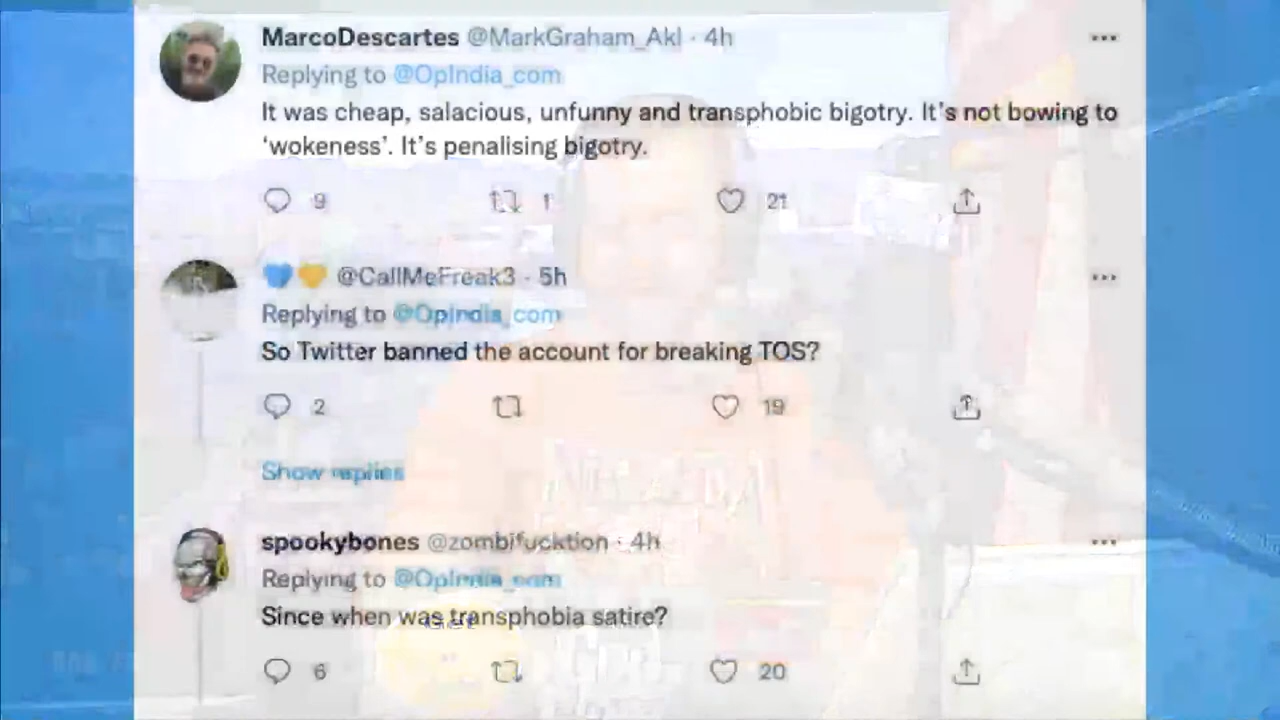 MarcoDescartes @MarkGraham_Akl · 4h
Replying to @OpIndia_com
It was cheap, salacious, unfunny and transphobic bigotry. It's not bowing to
‘wokeness’. It's penalising bigotry.
9 1 21
💙💛 @CallMeFreak3 · 5h
Replying to @OpIndia_com
So Twitter banned the account for breaking TOS?
2 19
Show replies
spookybones @zombifucktion · 4h
Replying to @OpIndia_com
Since when was transphobia satire?
6 20